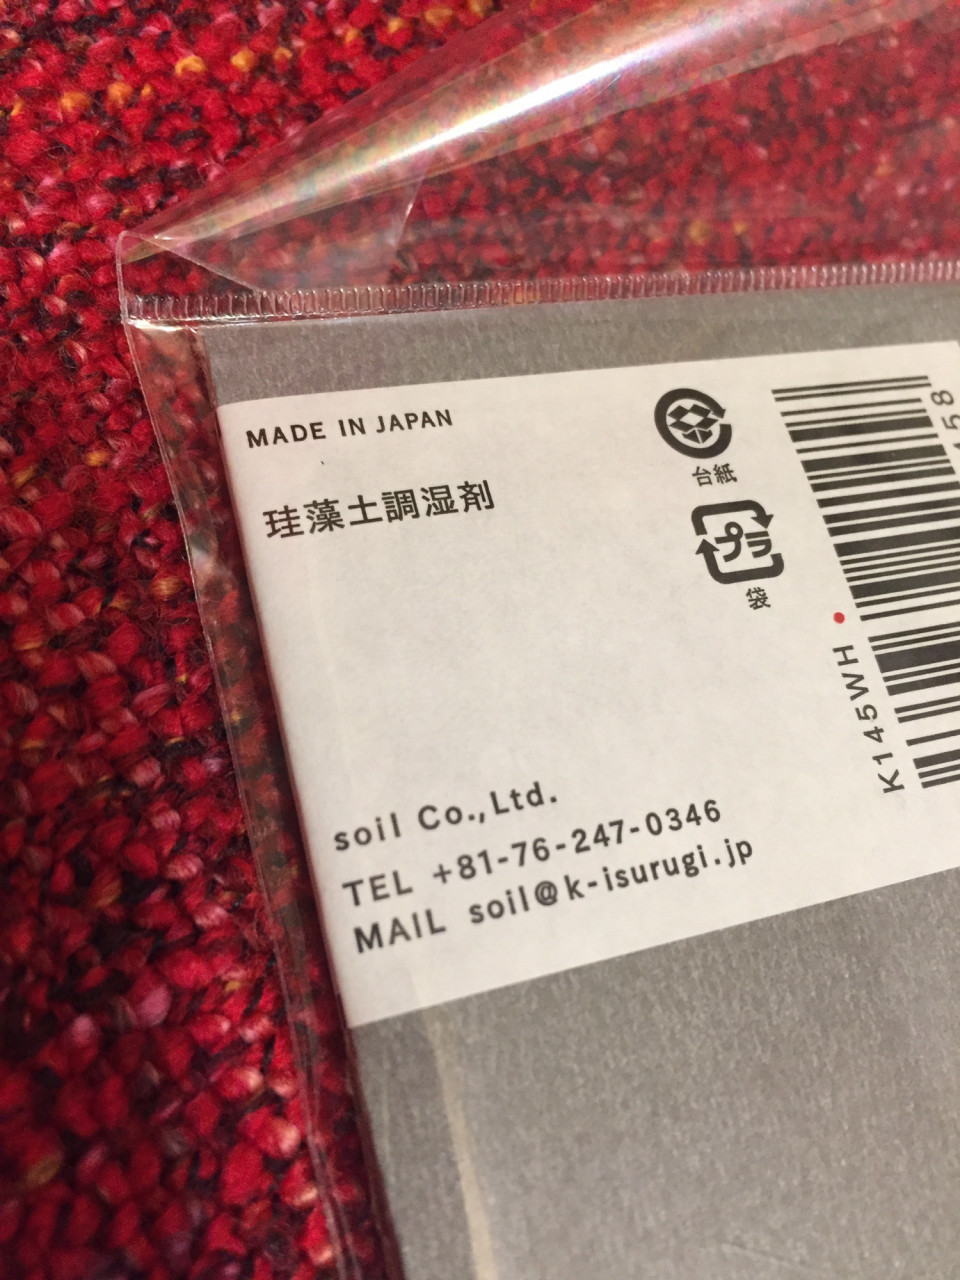 MADE IN JAPAN
珪藻土調湿剤
台紙
プラ
袋
K145WH
soil Co.,Ltd.
TEL +81-76-247-0346
MAIL soil@k-isurugi.jp